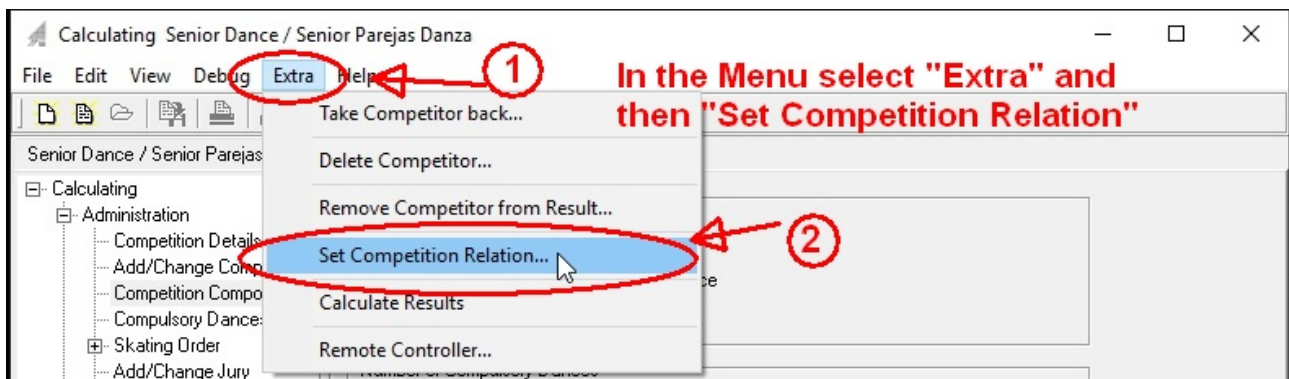 Calculating Senior Dance / Senior Parejas Danza
File Edit View Debug Extra Help
1
In the Menu select "Extra" and
then "Set Competition Relation"
Take Competitor back...
Senior Dance / Senior Parejas
Delete Competitor...
Calculating
Administration
Remove Competitor from Result...
Competition Details
Set Competition Relation...
2
Add/Change Comp
Competition Compo
Calculate Results
Compulsory Dance
Skating Order
Remote Controller...
Add/Change Jury